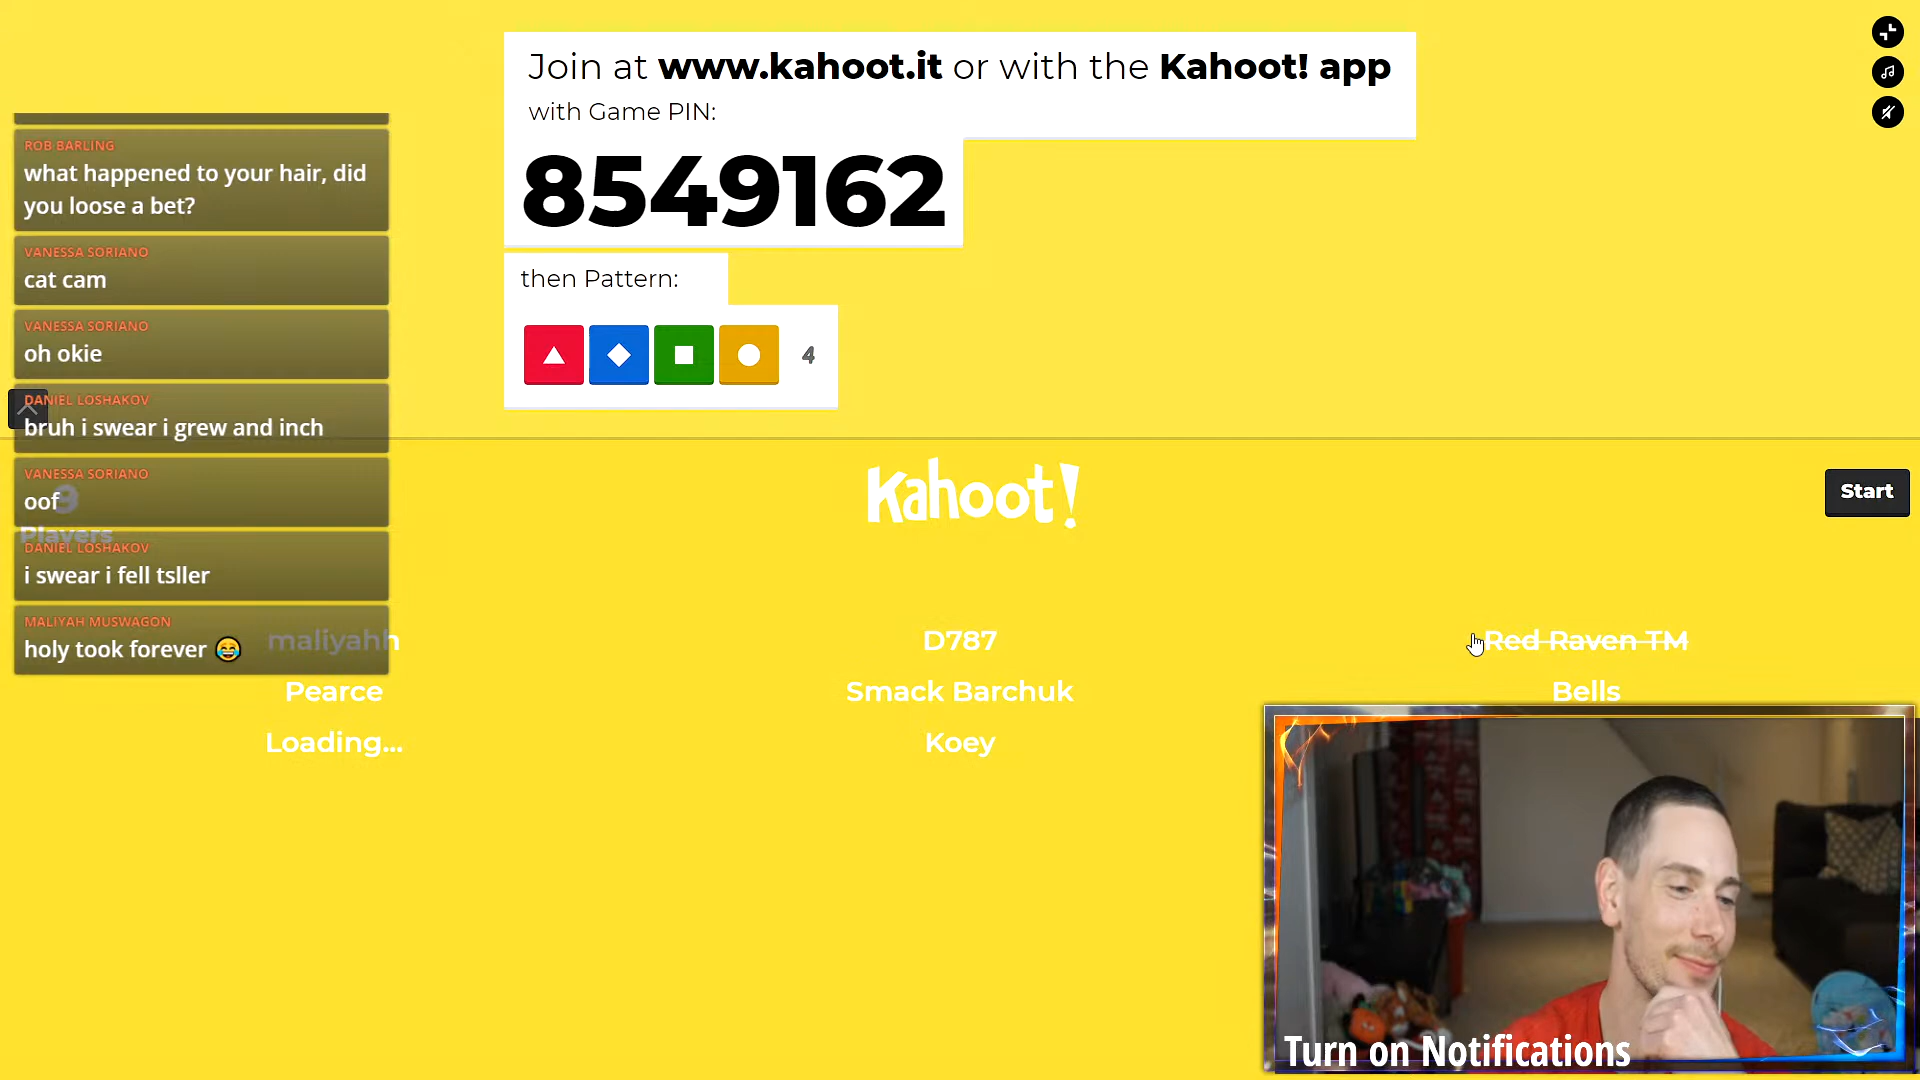 Join at www.kahoot.it or with the Kahoot! app
with Game PIN:
8549162
then Pattern:
4
ROB BARLING
what happened to your hair, did
you loose a bet?
VANESSA SORIANO
cat cam
VANESSA SORIANO
oh okie
DANIEL LOSHAKOV
bruh i swear i grew and inch
VANESSA SORIANO
oof
Players
DANIEL LOSHAKOV
i swear i fell tsller
MALIYAH MUSWAGON
holy took forever 😂
Kahoot!
Start
maliyahh
D787
Red Raven TM
Pearce
Smack Barchuk
Bells
Loading...
Koey
Turn on Notifications